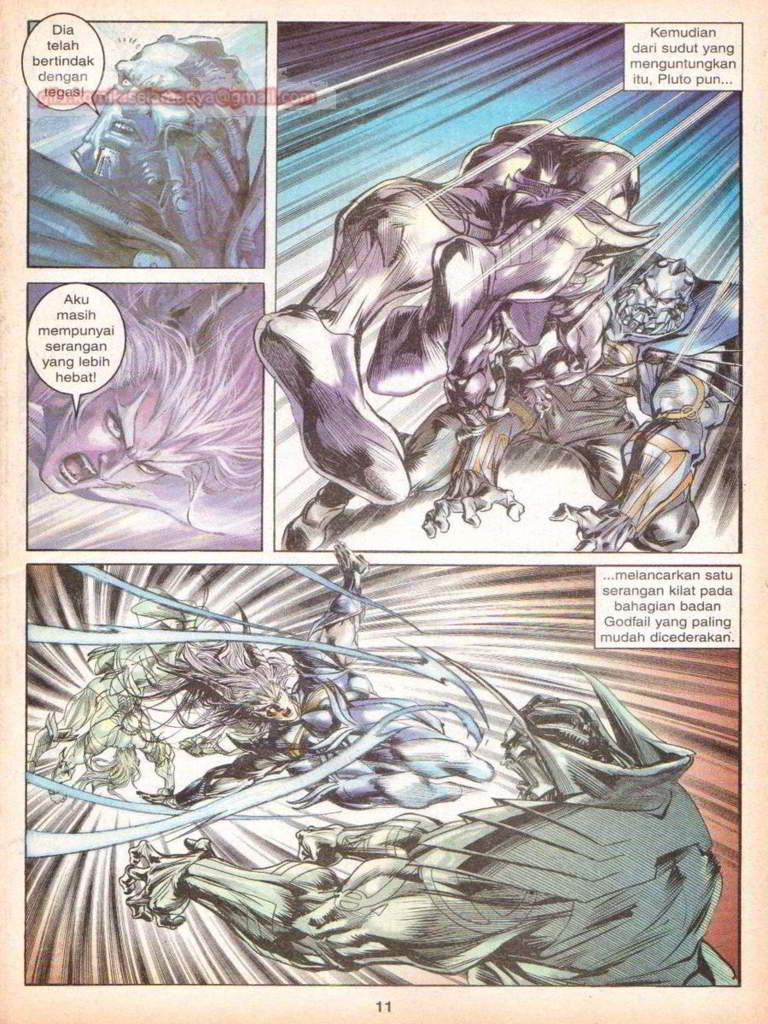 Dia
telah
bertindak
dengan
tegas!
Aku
masih
mempunyai
serangan
yang lebih
hebat!
Kemudian
dari sudut yang
menguntungkan
itu, Pluto pun...
...melancarkan satu
serangan kilat pada
bahagian badan
Godfail yang paling
mudah dicederakan.
11